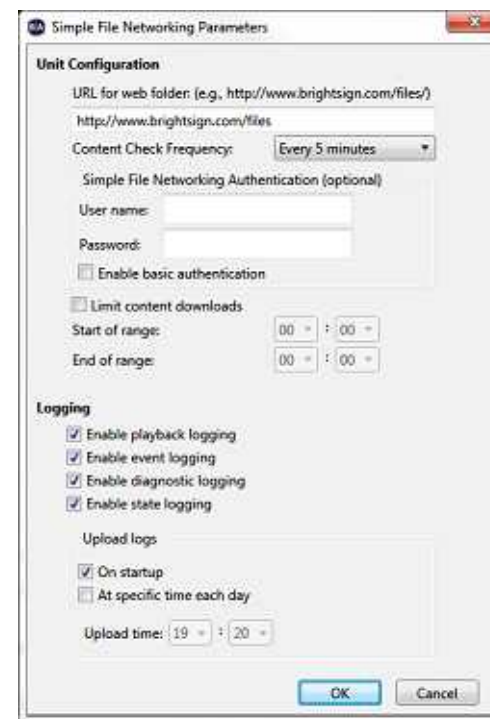 Simple File Networking Parameters
Unit Configuration
URL for web folder: (e.g., http://www.brightsign.com/files/)
http://www.brightsign.com/files
Content Check Frequency: Every 5 minutes
Simple File Networking Authentication (optional)
User name:
Password:
Enable basic authentication
Limit content downloads
Start of range: 00 : 00
End of range: 00 : 00
Logging
Enable playback logging
Enable event logging
Enable diagnostic logging
Enable state logging
Upload logs
On startup
At specific time each day
Upload time: 19 : 20
OK Cancel